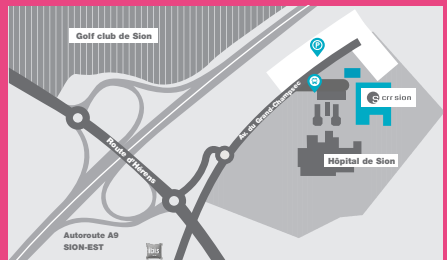 Golf club de Sion
P
crr sion
Av. du Grand-Champsec
Route d'Hérens
Hôpital de Sion
Autoroute A9
SION-EST
ibis